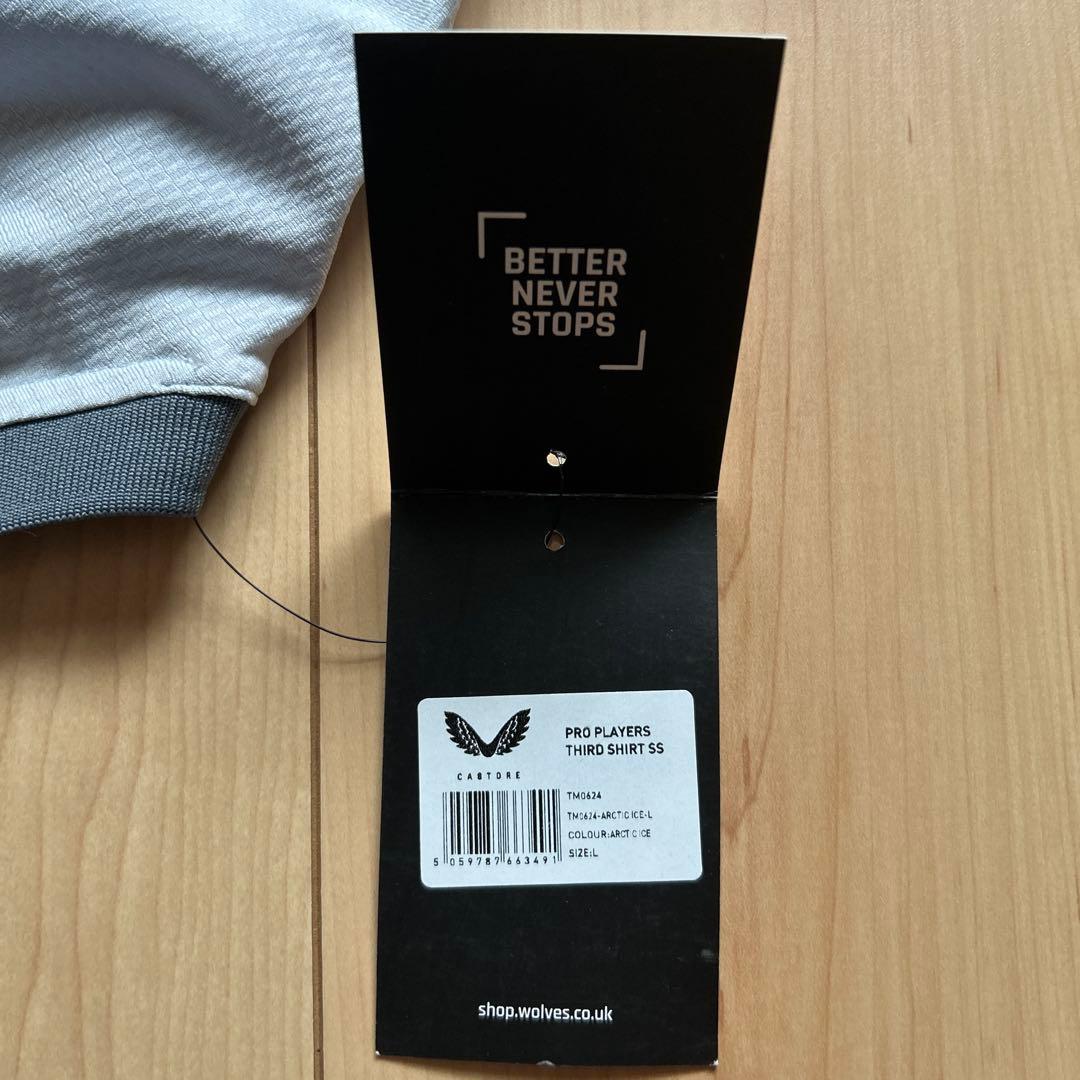 BETTER
NEVER
STOPS
PRO PLAYERS
THIRD SHIRT SS
CASTORE
TM0624
TM0624-ARCTIC ICE-L
COLOUR:ARCTIC ICE
SIZE:L
5 059787 663491
shop.wolves.co.uk